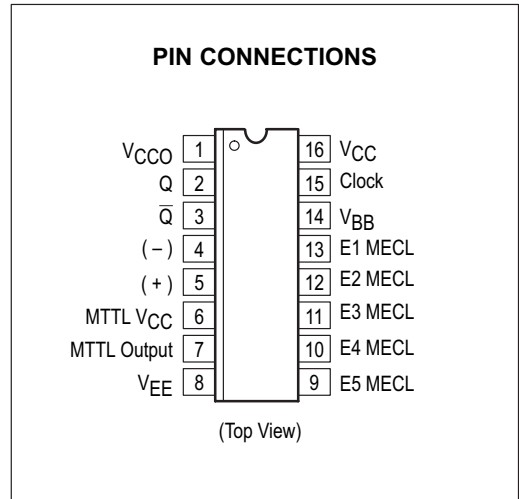 PIN CONNECTIONS
VCCO 1 16 VCC
Q 2 15 Clock
Q̅ 3 14 VBB
( – ) 4 13 E1 MECL
( + ) 5 12 E2 MECL
MTTL VCC 6 11 E3 MECL
MTTL Output 7 10 E4 MECL
VEE 8 9 E5 MECL
(Top View)